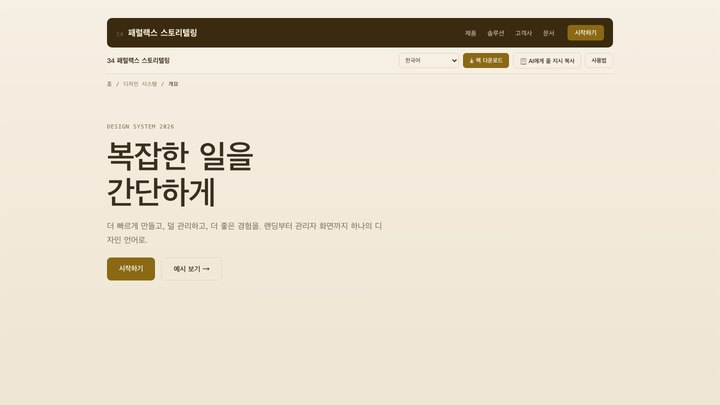 34 패럴랙스 스토리텔링
제품 솔루션 고객사 문서 시작하기
34 패럴랙스 스토리텔링
한국어 팩 다운로드 AI에게 줄 지시 복사 사용법
홈 / 디자인 시스템 / 개요
DESIGN SYSTEM 2026
복잡한 일을
간단하게
더 빠르게 만들고, 덜 관리하고, 더 좋은 경험을. 랜딩부터 관리자 화면까지 하나의 디
자인 언어로.
시작하기 예시 보기 →